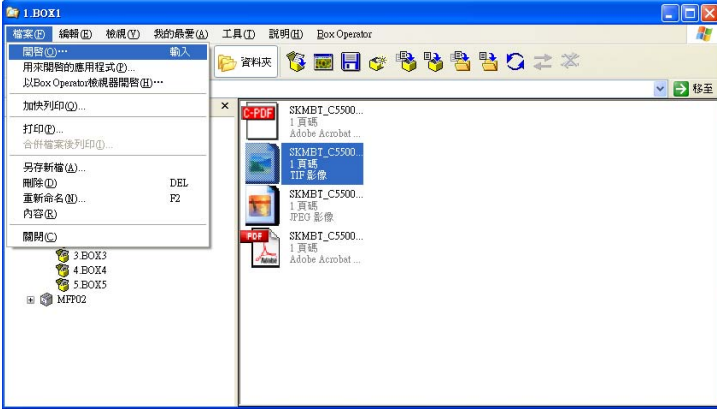 1.BOX1
檔案(F) 編輯(E) 檢視(V) 我的最愛(A) 工具(T) 說明(H) Box Operator
開啓(O)… 輸入
用來開啓的應用程式(P)...
以Box Operator檢視器開啓(H)…
加快列印(Q)...
打印(P)...
合併檔案後列印(I)...
另存新檔(A)...
刪除(D) DEL
重新命名(N)... F2
內容(R)
關閉(C)
資料夾
移至
3.BOX3
4.BOX4
5.BOX5
MFP02
C-PDF
SKMBT_C5500...
1 頁碼
Adobe Acrobat ...
SKMBT_C5500...
1 頁碼
TIF 影像
SKMBT_C5500...
1 頁碼
JPEG 影像
PDF
Adobe
SKMBT_C5500...
1 頁碼
Adobe Acrobat ...